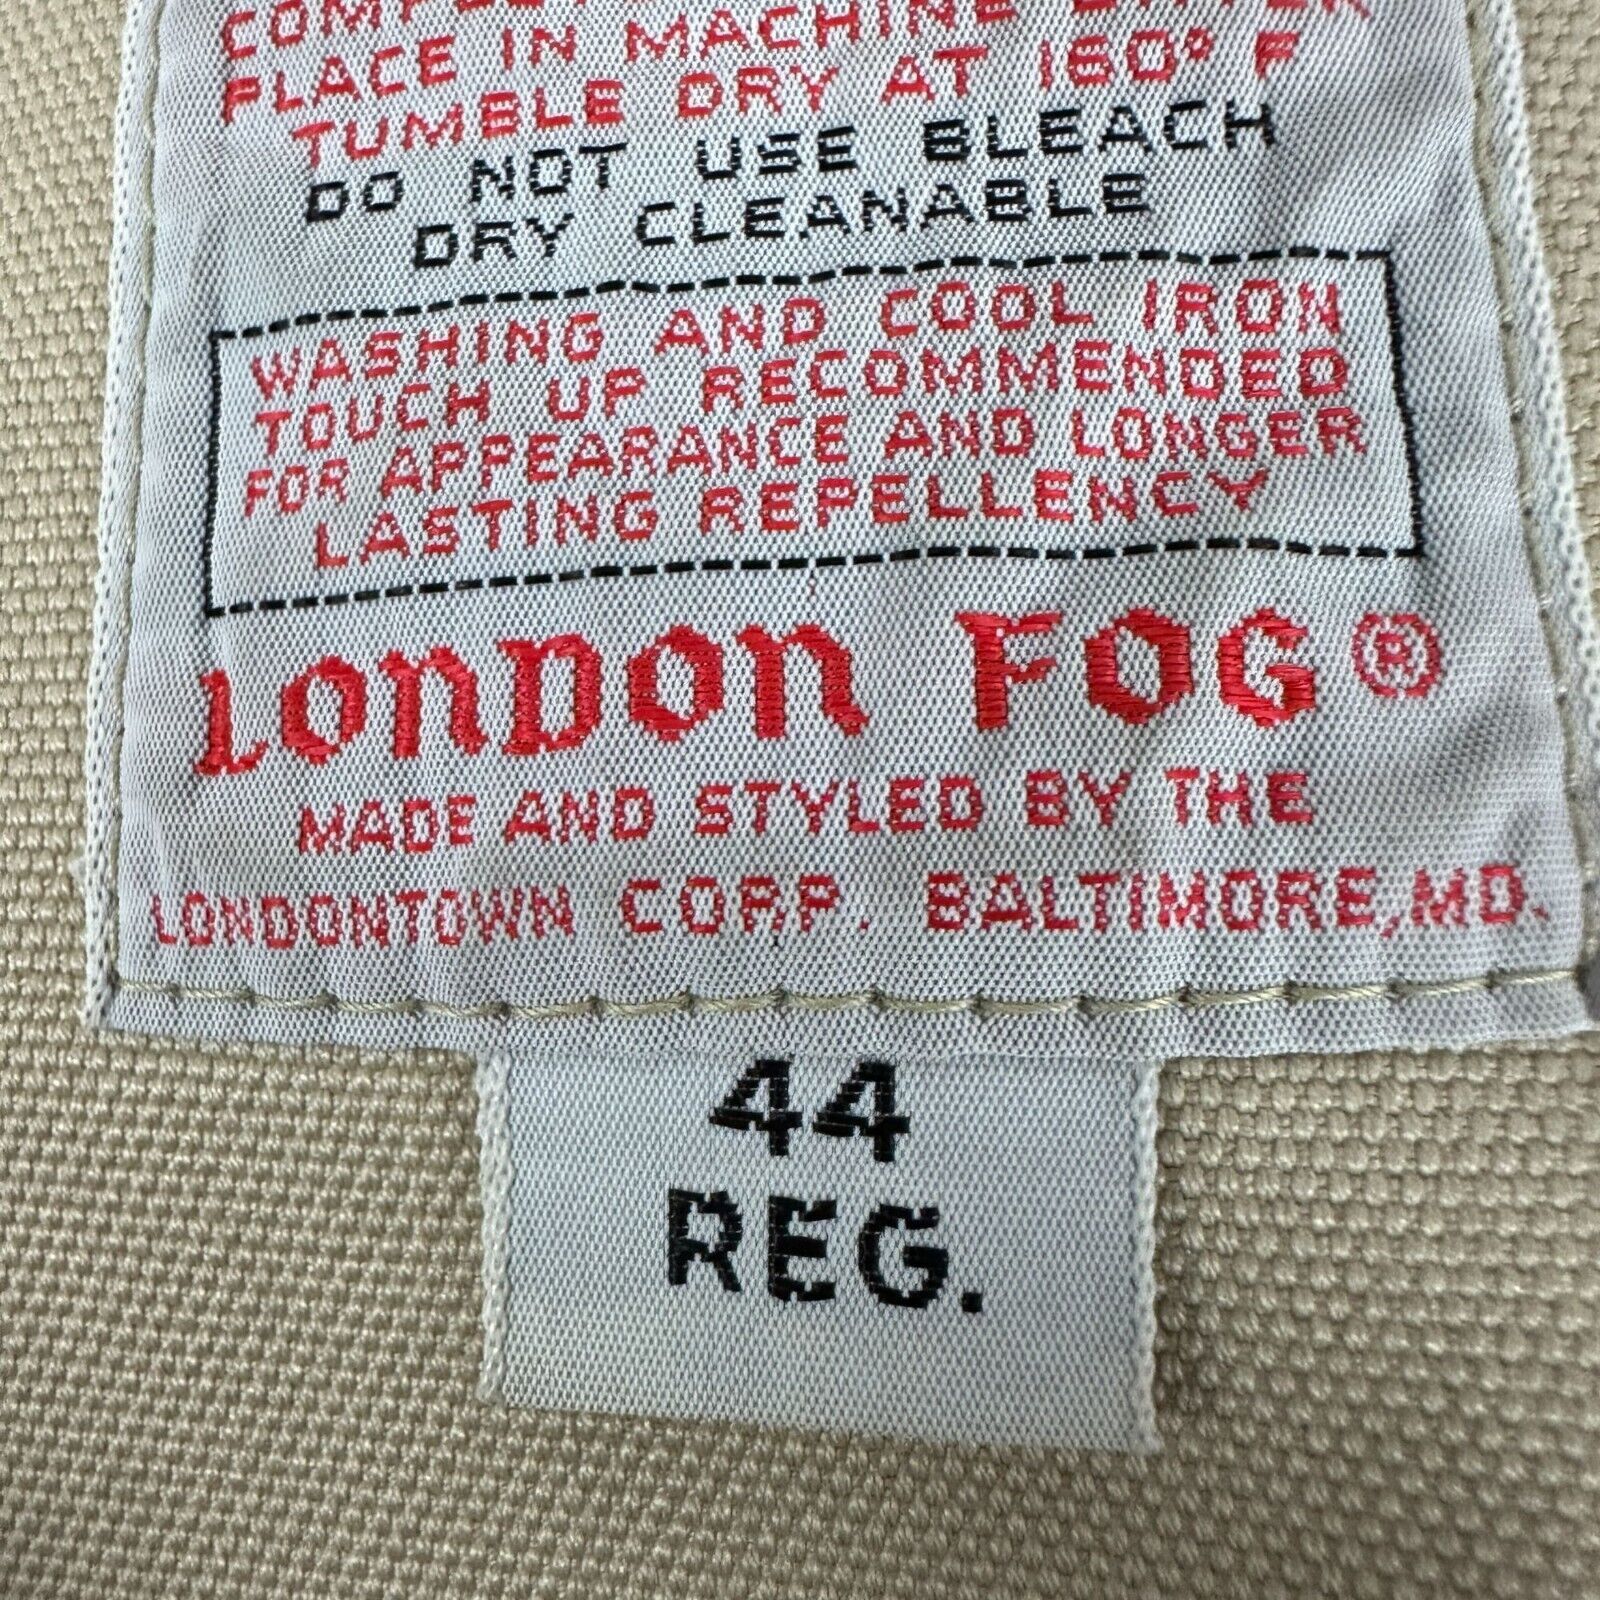 PLACE IN MACHINE
TUMBLE DRY AT 160° F
DO NOT USE BLEACH
DRY CLEANABLE
WASHING AND COOL IRON
TOUCH UP RECOMMENDED
FOR APPEARANCE AND LONGER
LASTING REPELLENCY
LONDON FOG®
MADE AND STYLED BY THE
LONDONTOWN CORP. BALTIMORE, MD.
44
REG.